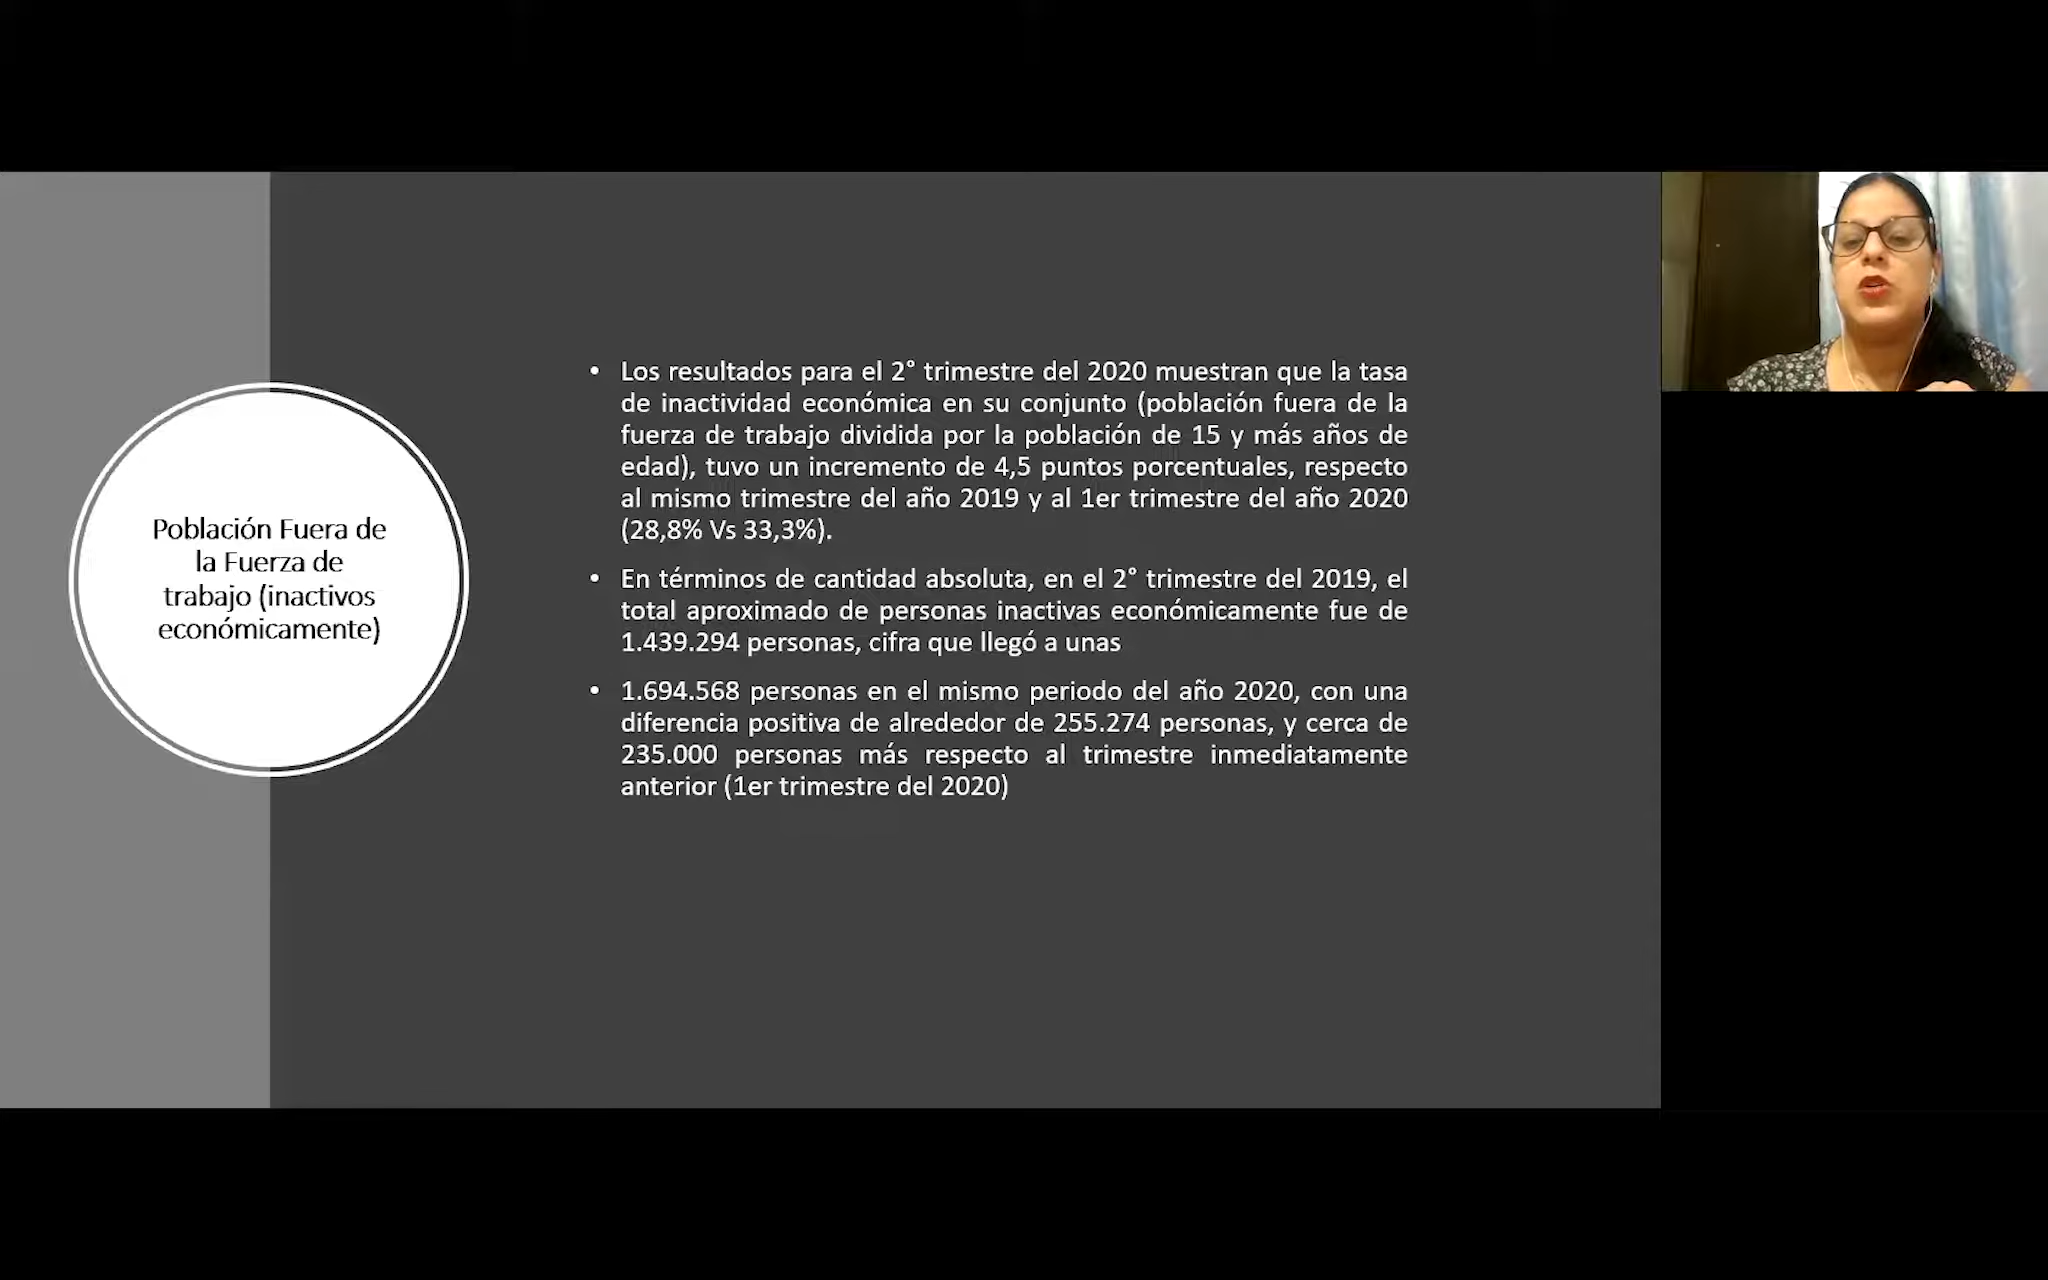 Población Fuera de
la Fuerza de
trabajo (inactivos
económicamente)
• Los resultados para el 2° trimestre del 2020 muestran que la tasa
de inactividad económica en su conjunto (población fuera de la
fuerza de trabajo dividida por la población de 15 y más años de
edad), tuvo un incremento de 4,5 puntos porcentuales, respecto
al mismo trimestre del año 2019 y al 1er trimestre del año 2020
(28,8% Vs 33,3%).
• En términos de cantidad absoluta, en el 2° trimestre del 2019, el
total aproximado de personas inactivas económicamente fue de
1.439.294 personas, cifra que llegó a unas
• 1.694.568 personas en el mismo periodo del año 2020, con una
diferencia positiva de alrededor de 255.274 personas, y cerca de
235.000 personas más respecto al trimestre inmediatamente
anterior (1er trimestre del 2020)